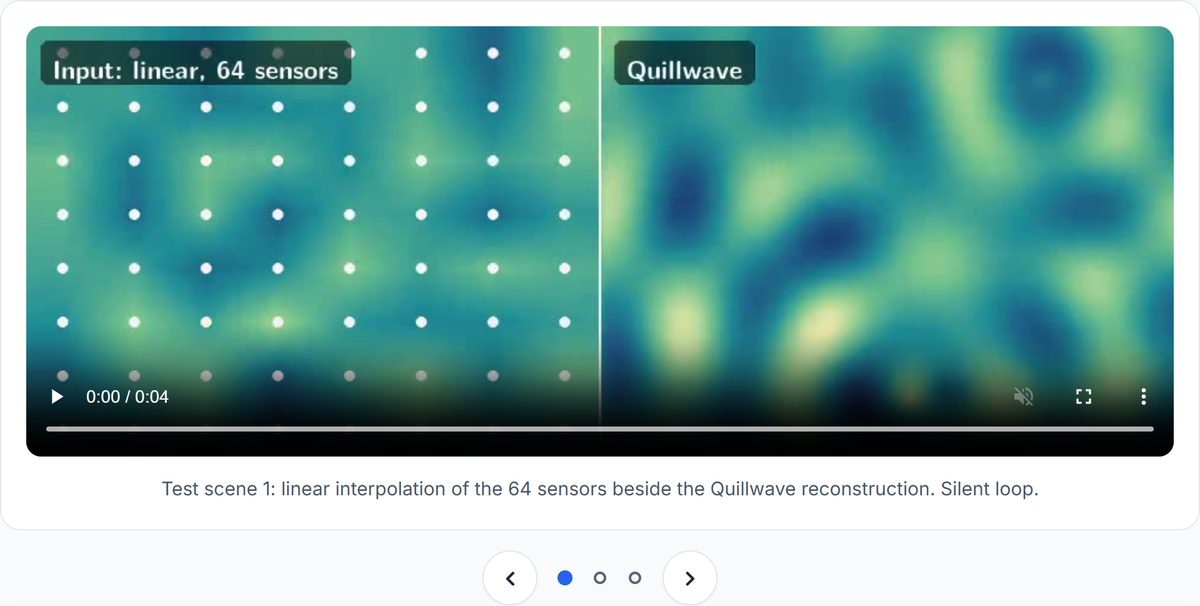 Input: linear, 64 sensors
Quillwave
0:00 / 0:04
Test scene 1: linear interpolation of the 64 sensors beside the Quillwave reconstruction. Silent loop.